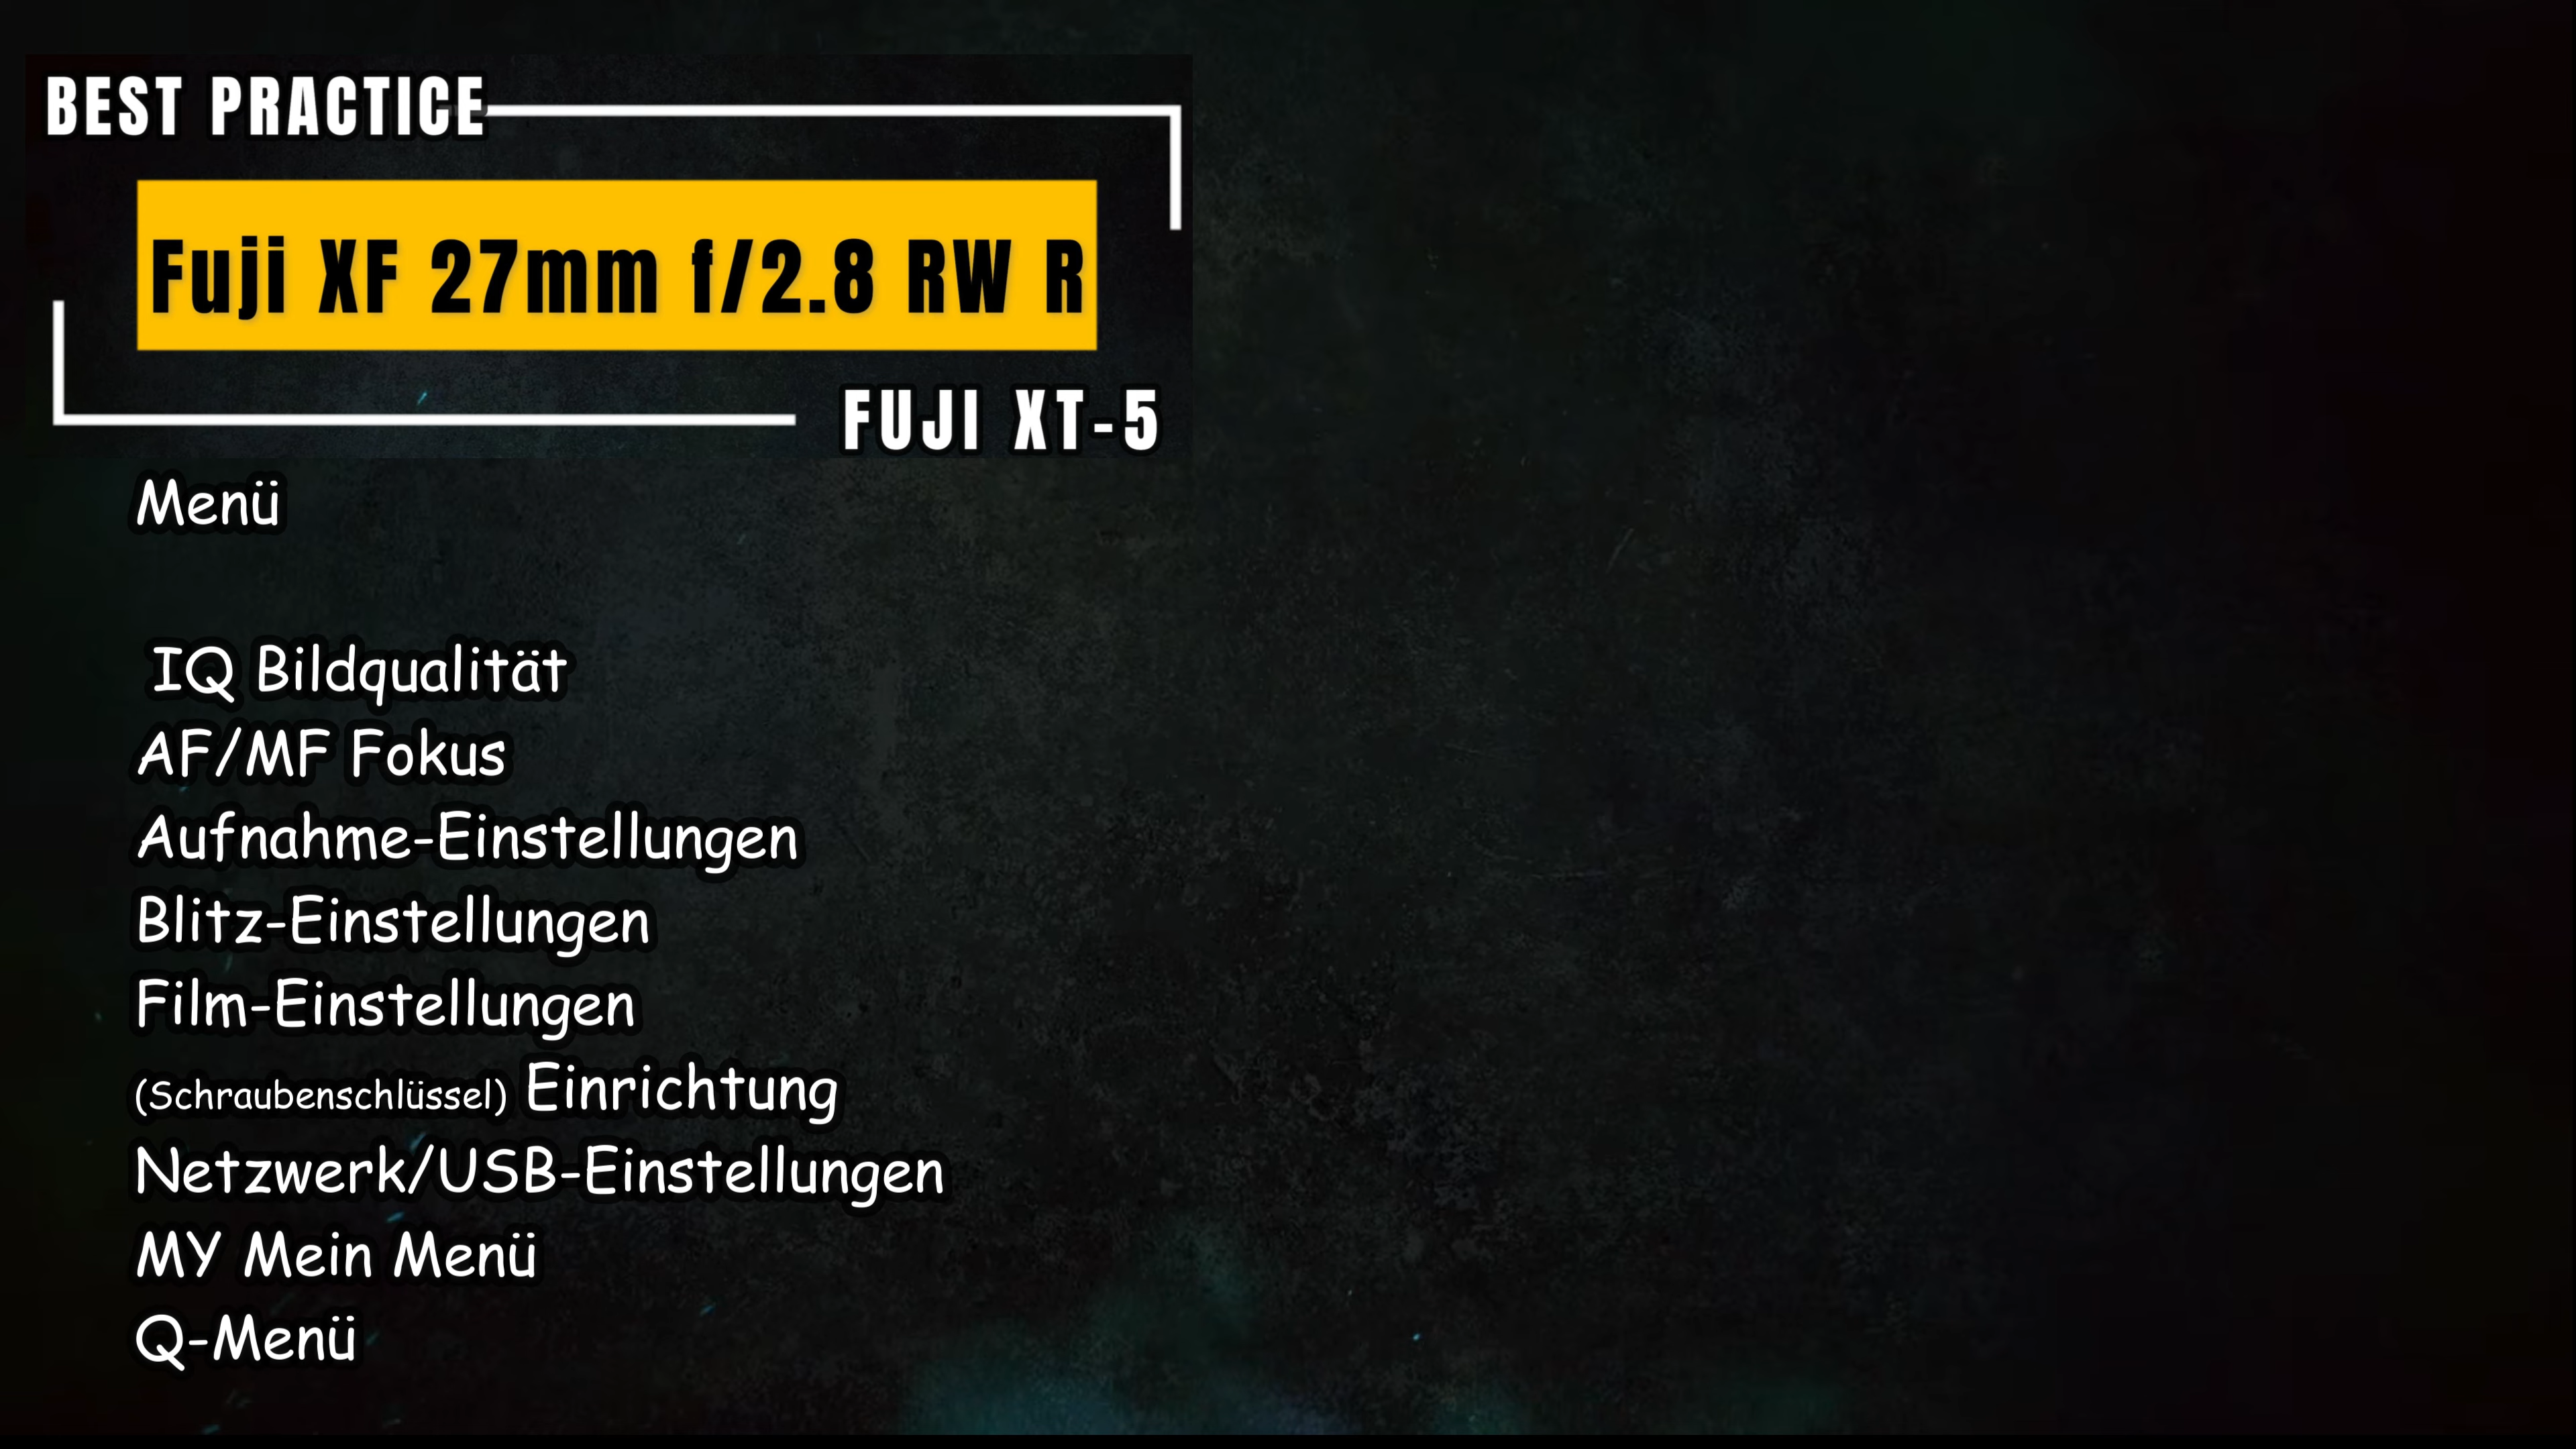 BEST PRACTICE
Fuji XF 27mm f/2.8 RW R
FUJI XT-5
Menü
IQ Bildqualität
AF/MF Fokus
Aufnahme-Einstellungen
Blitz-Einstellungen
Film-Einstellungen
(Schraubenschlüssel) Einrichtung
Netzwerk/USB-Einstellungen
MY Mein Menü
Q-Menü